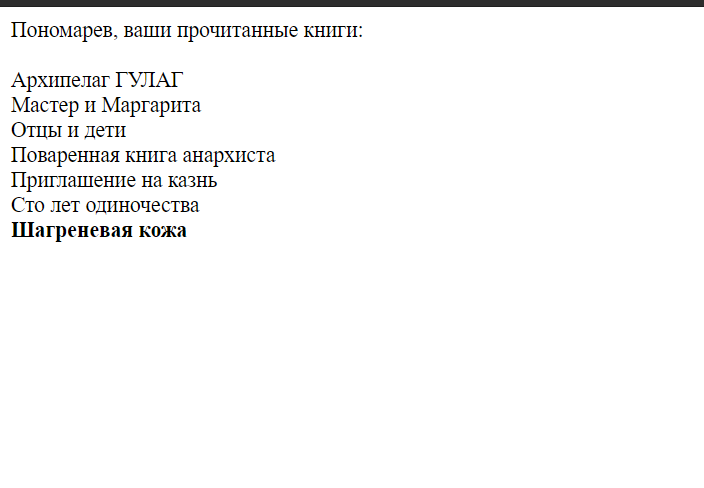 Пономарев, ваши прочитанные книги:
Архипелаг ГУЛАГ
Мастер и Маргарита
Отцы и дети
Поваренная книга анархиста
Приглашение на казнь
Сто лет одиночества
Шагреневая кожа